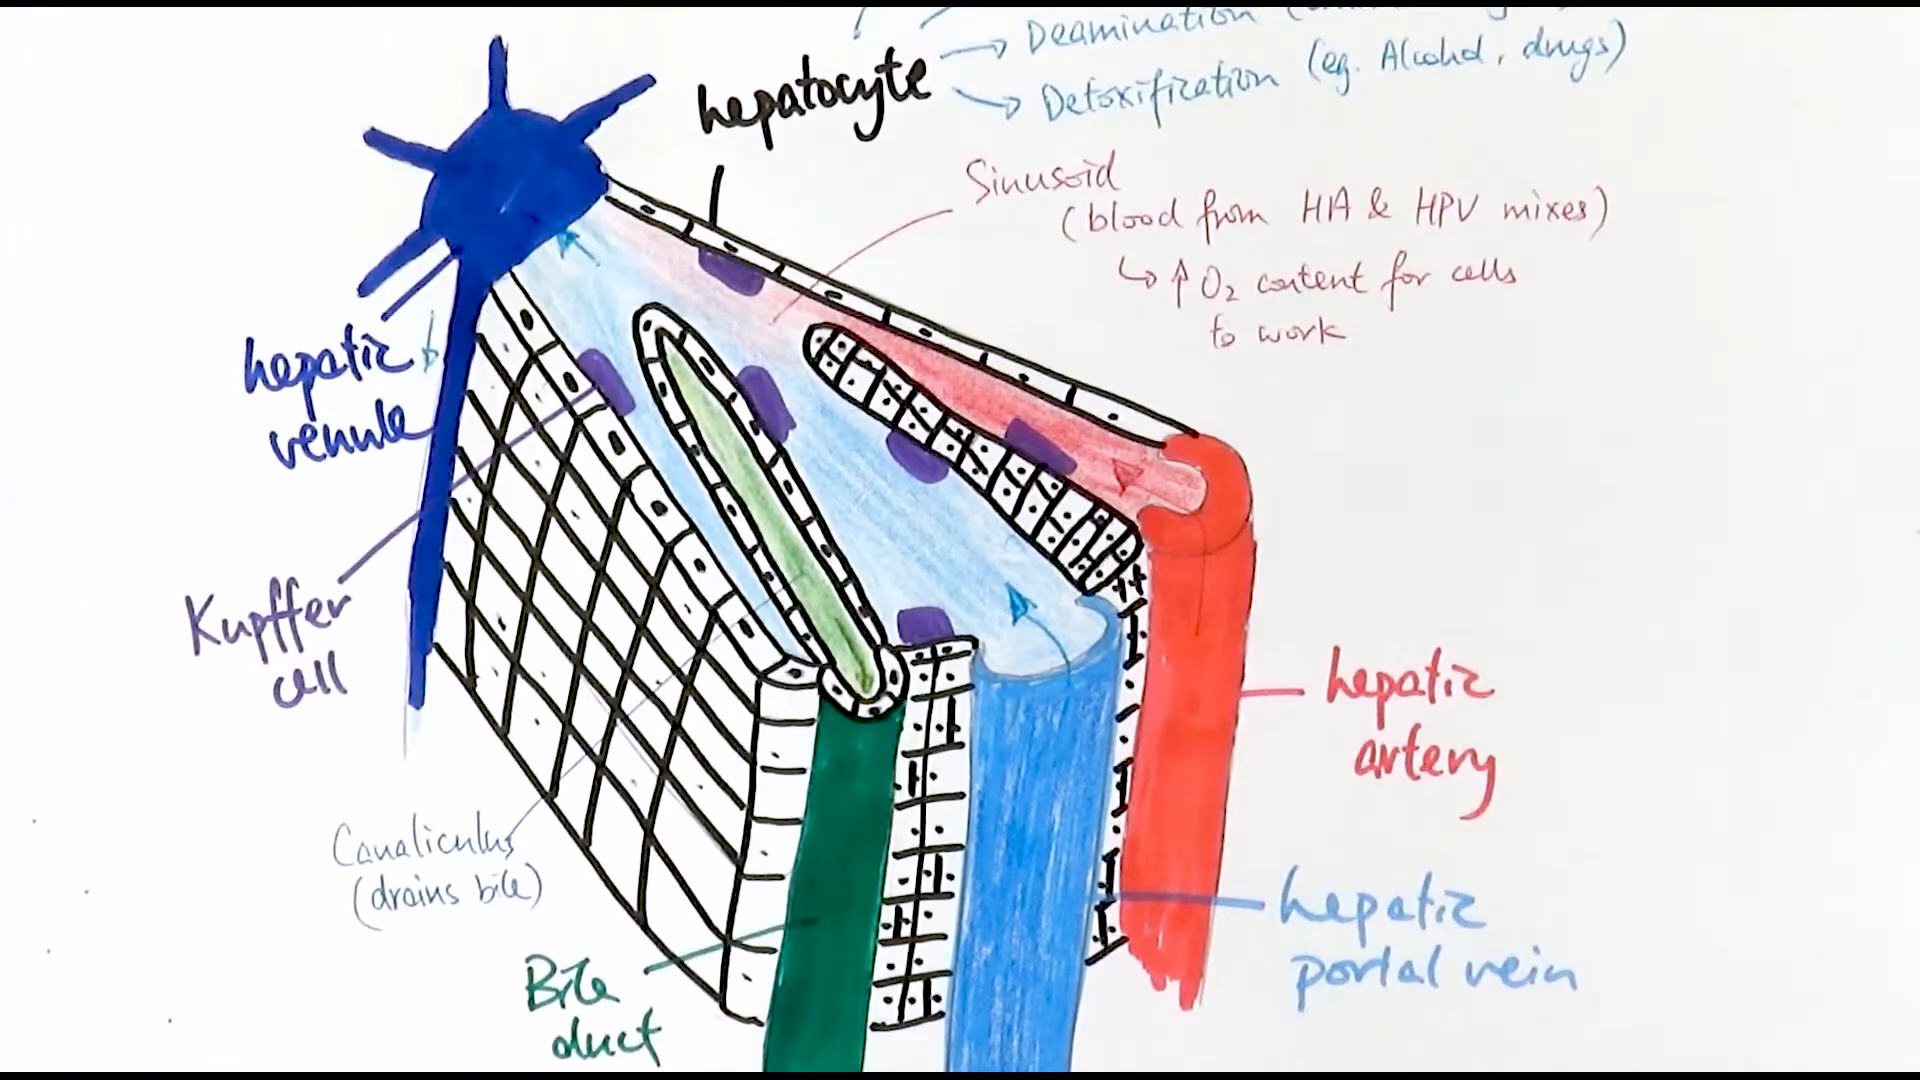 Deamination
hepatocyte
Detoxification (eg. Alcohol, drugs)
Sinusoid
(blood from HA & HPV mixes)
↳ ↑ O₂ content for cells
to work
hepatic
venule
Kupffer
cell
hepatic
artery
Canaliculus
(drains bile)
hepatic
portal vein
Bile
duct